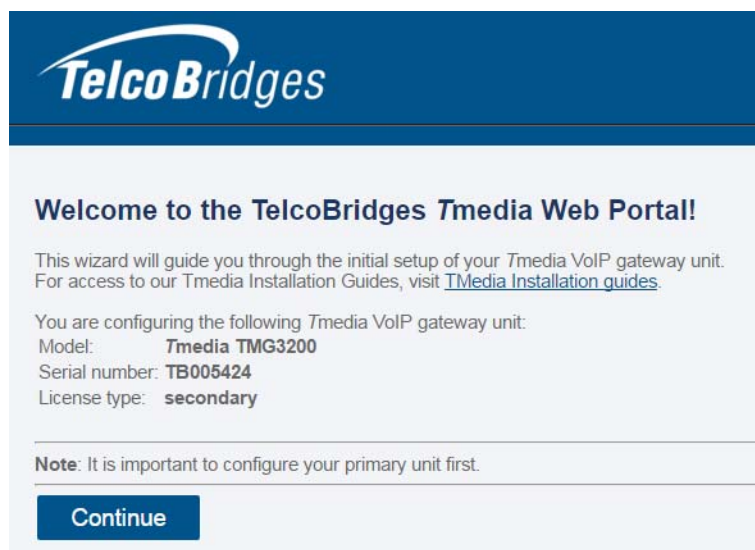 TelcoBridges
Welcome to the TelcoBridges Tmedia Web Portal!
This wizard will guide you through the initial setup of your Tmedia VoIP gateway unit.
For access to our Tmedia Installation Guides, visit TMedia Installation guides.
You are configuring the following Tmedia VoIP gateway unit:
Model: Tmedia TMG3200
Serial number: TB005424
License type: secondary
Note: It is important to configure your primary unit first.
Continue